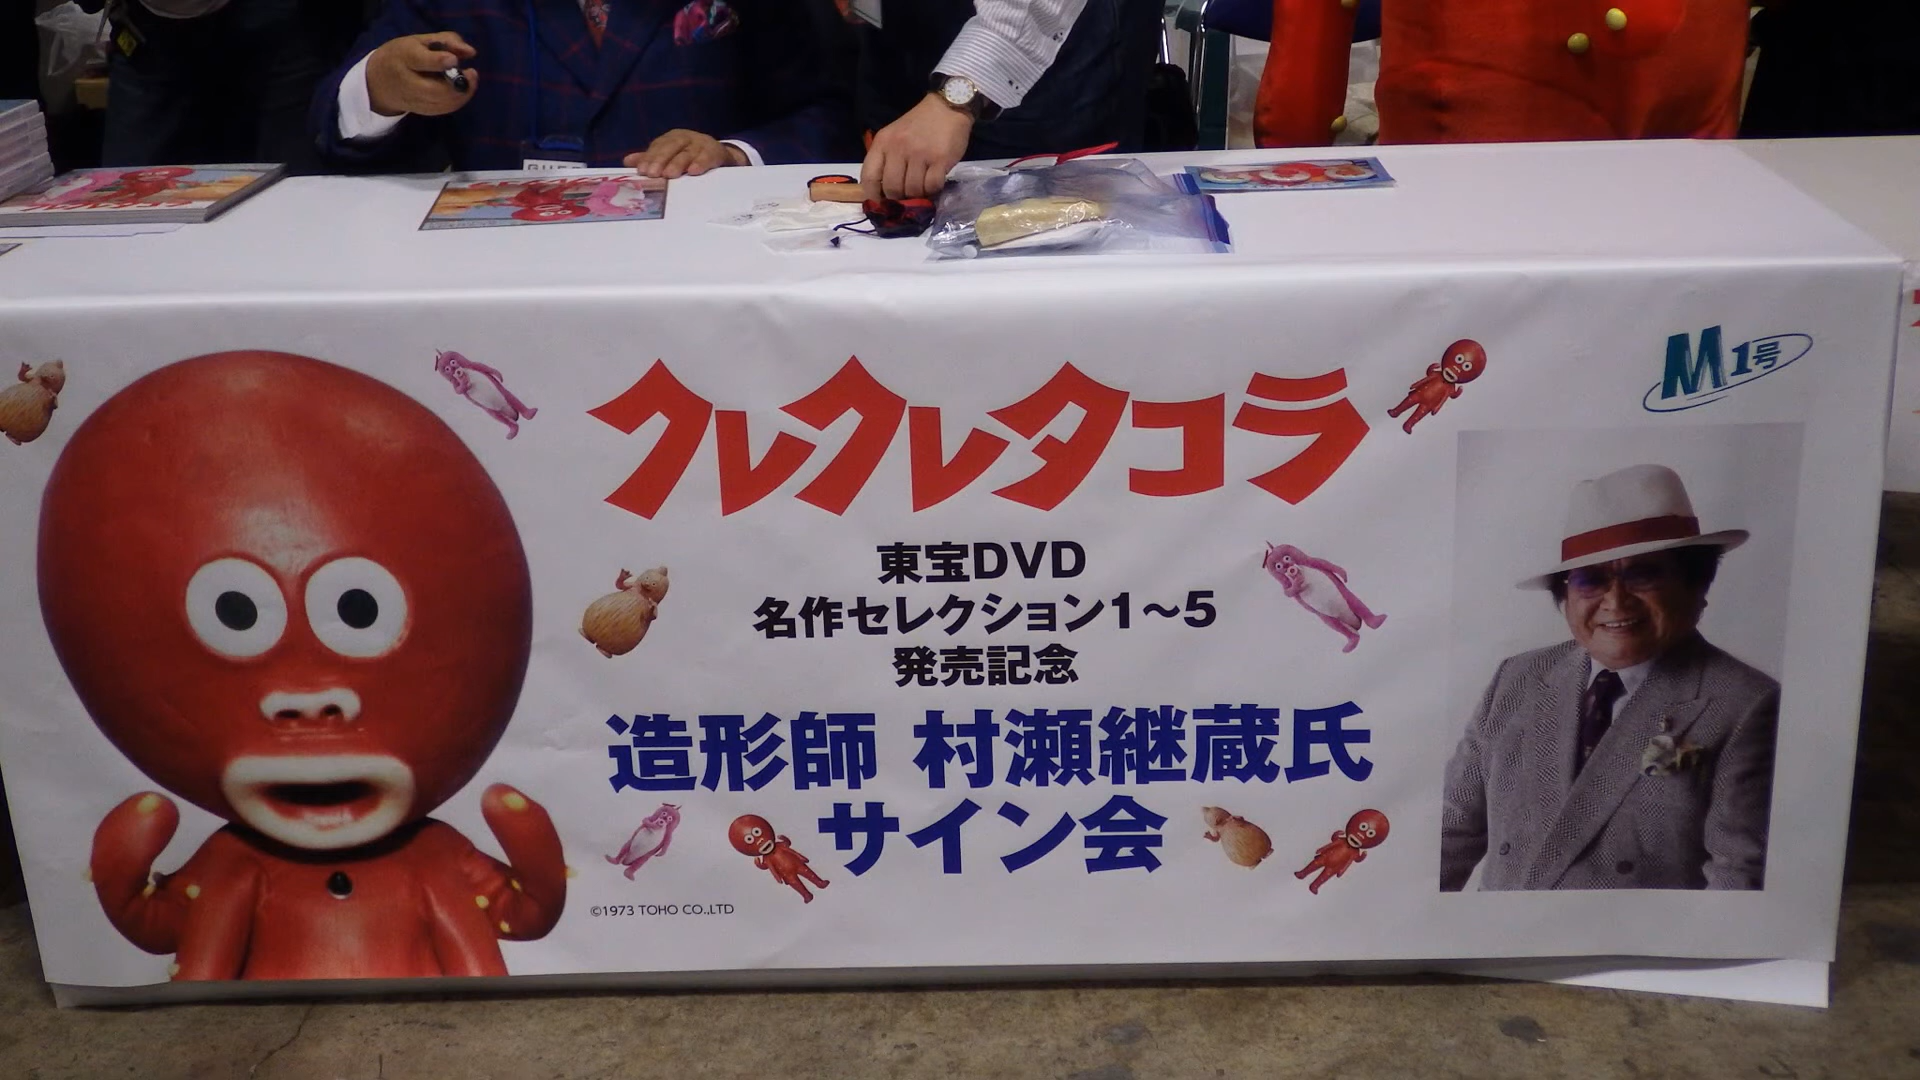 クレクレタコラ
M1号
東宝DVD
名作セレクション1～5
発売記念
造形師 村瀬継蔵氏
サイン会
©1973 TOHO CO.,LTD